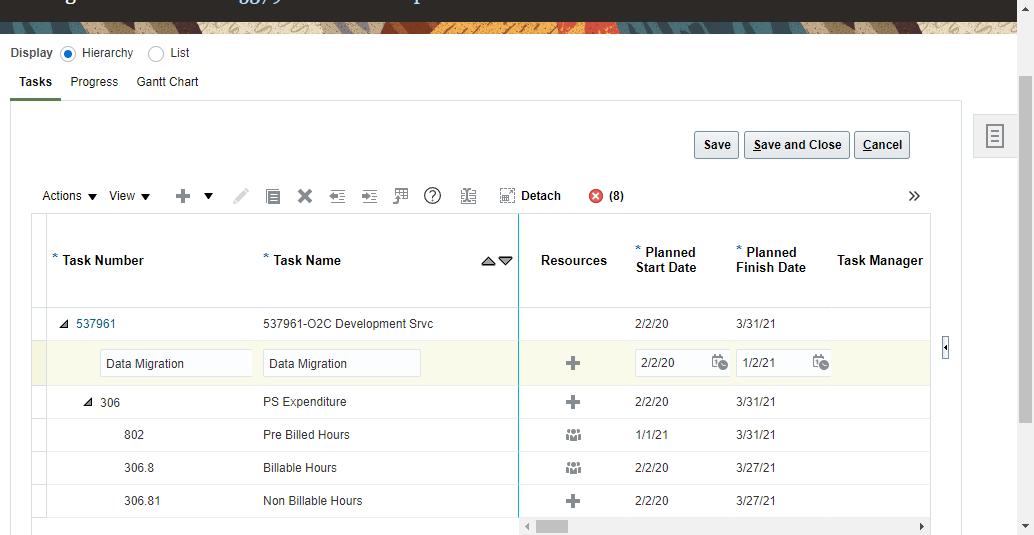 Display Hierarchy List
Tasks Progress Gantt Chart
Save Save and Close Cancel
Actions View Detach (8)
* Task Number * Task Name Resources * Planned Start Date * Planned Finish Date Task Manager
537961 537961-O2C Development Srvc 2/2/20 3/31/21
Data Migration Data Migration 2/2/20 1/2/21
306 PS Expenditure 2/2/20 3/31/21
802 Pre Billed Hours 1/1/21 3/31/21
306.8 Billable Hours 2/2/20 3/27/21
306.81 Non Billable Hours 2/2/20 3/27/21